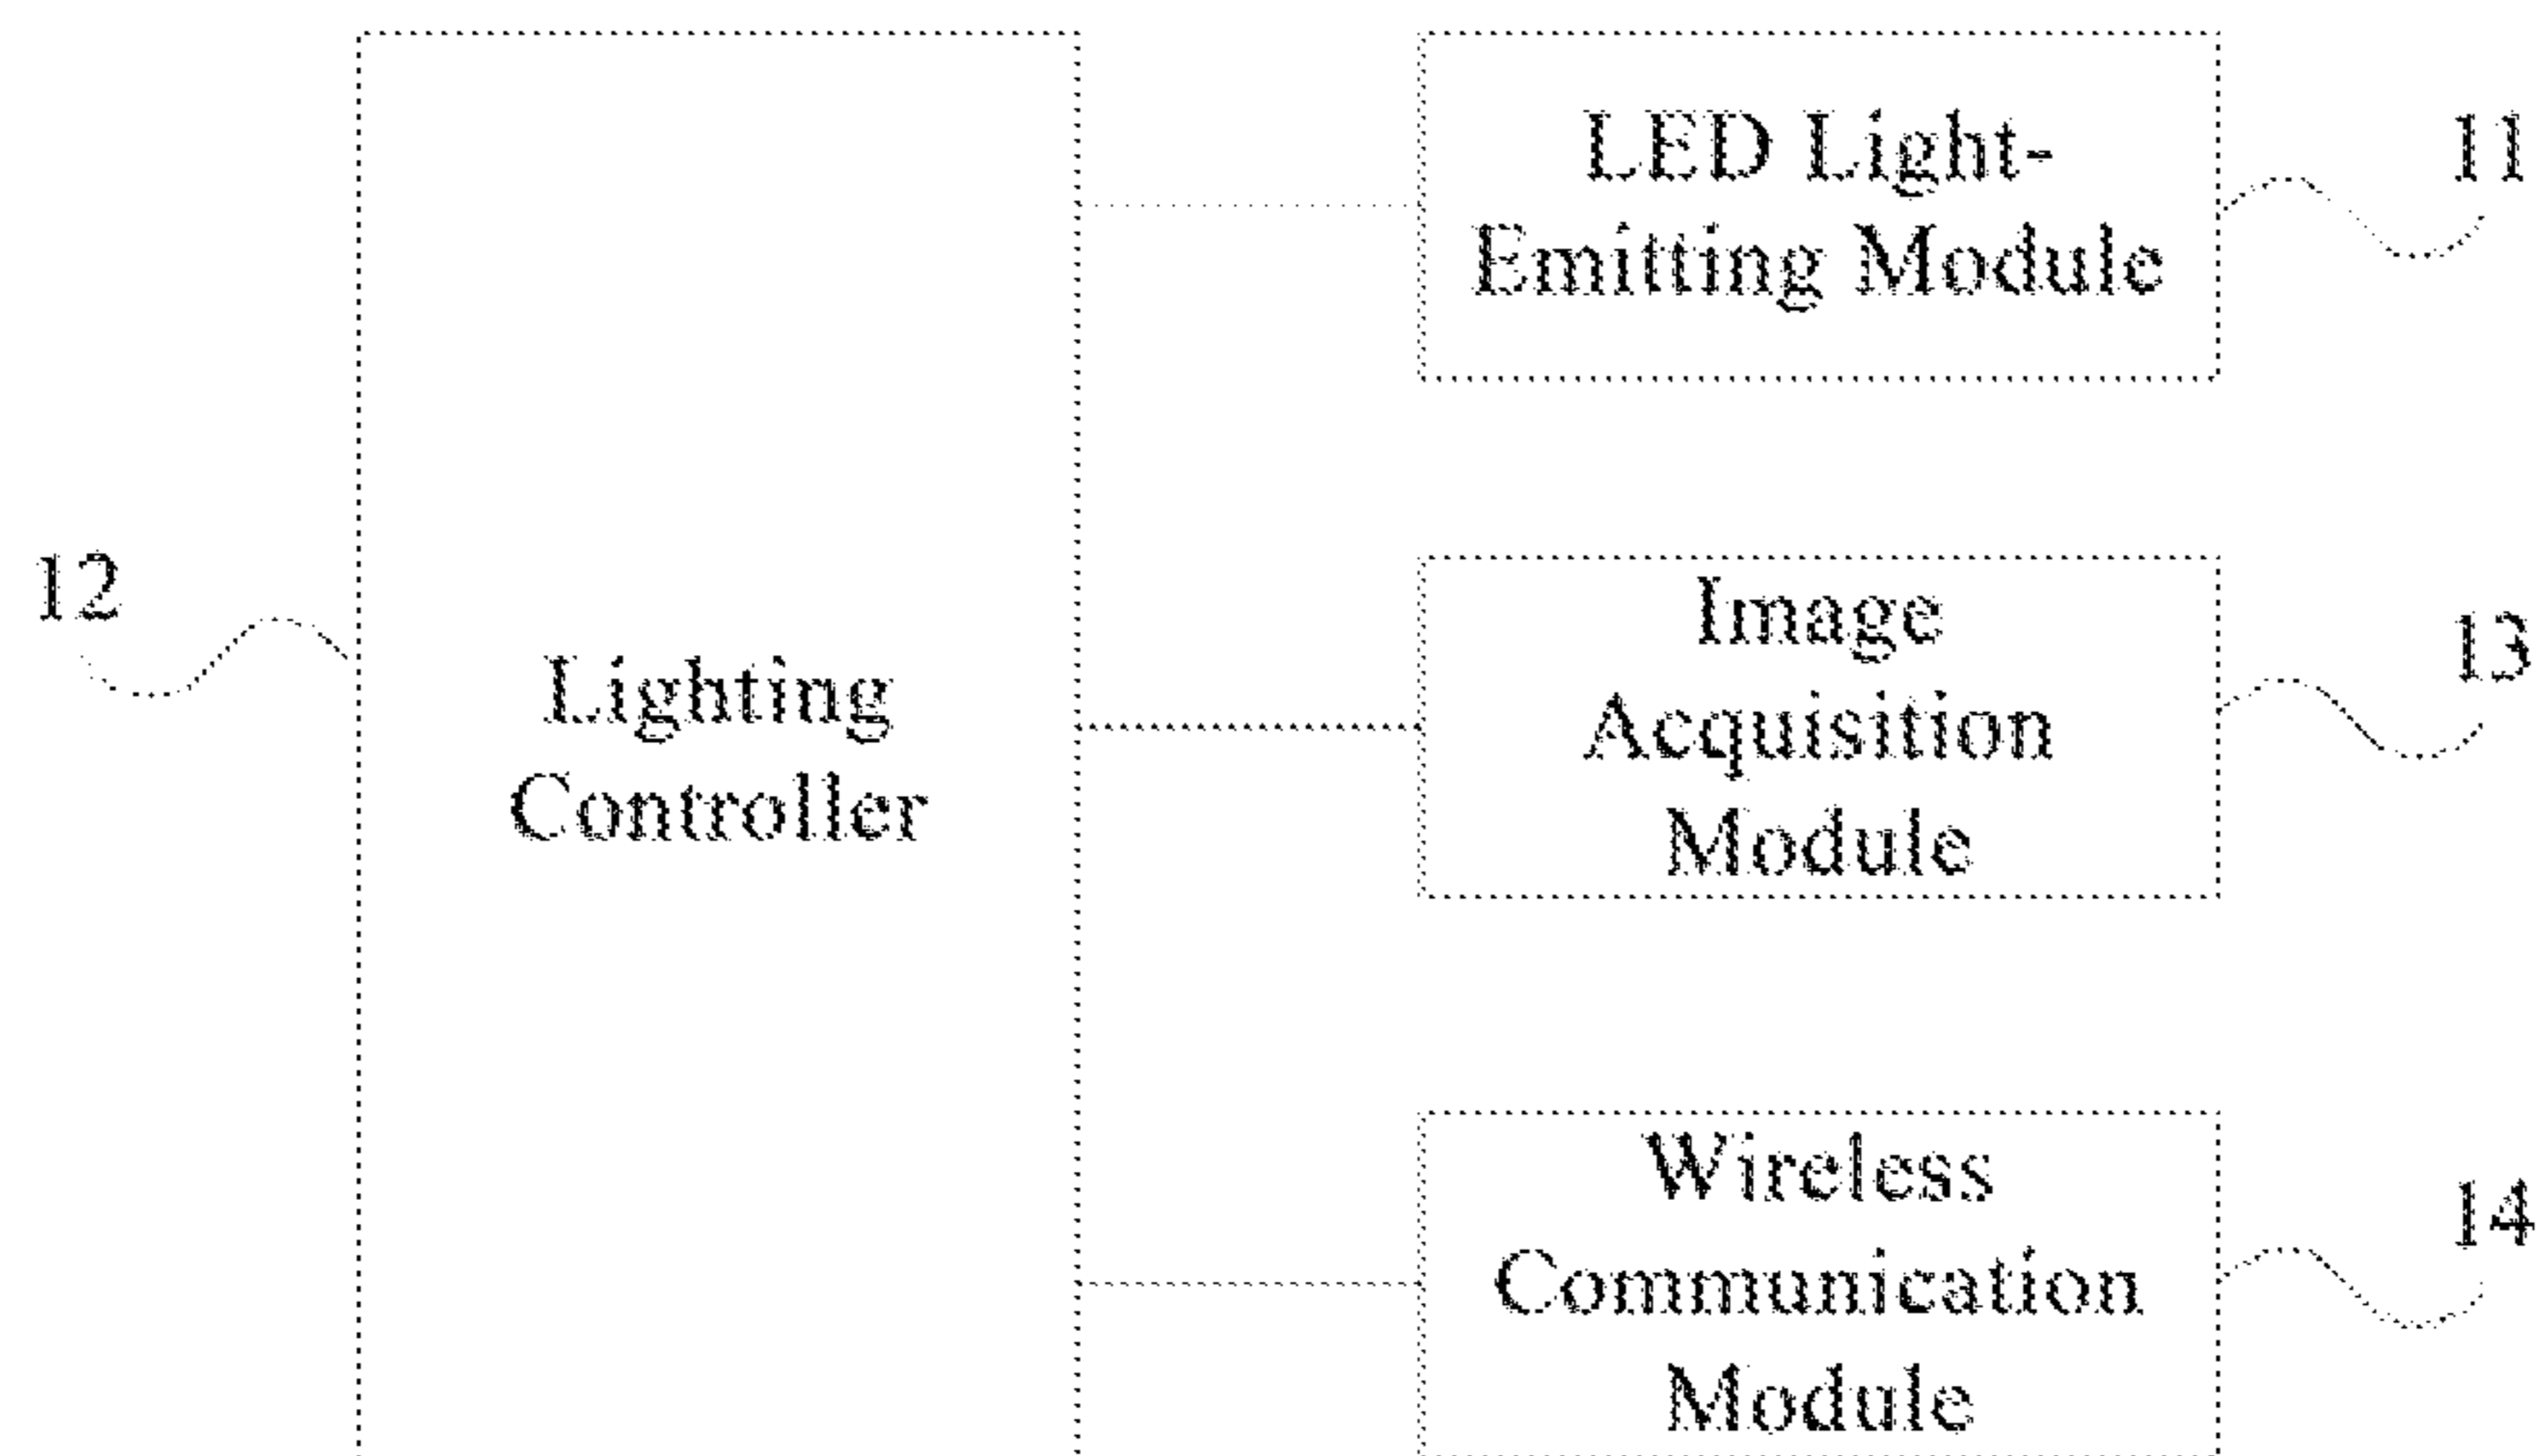 LED Light-
Emitting Module
11
12
Lighting
Controller
Image
Acquisition
Module
13
Wireless
Communication
Module
14